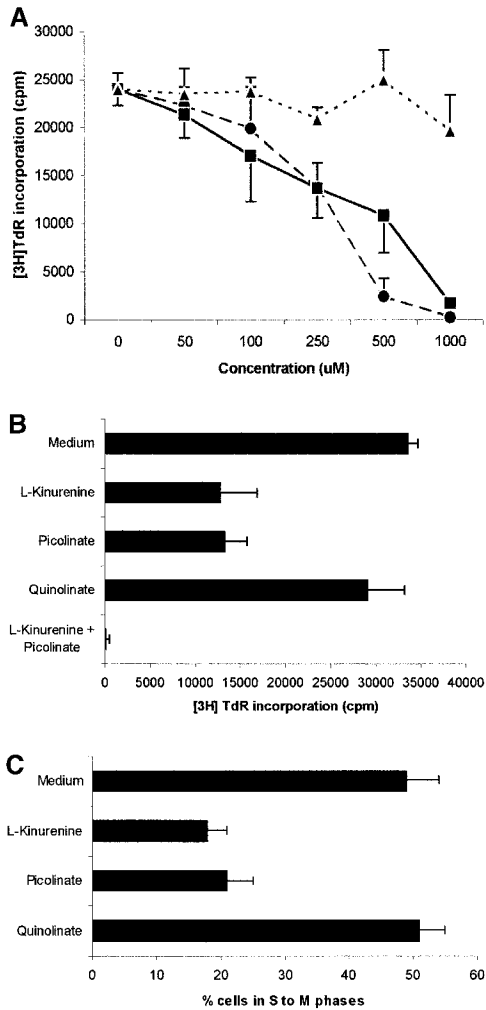 A
30000
25000
20000
15000
10000
5000
0
[3H]TdR incorporation (cpm)
0 50 100 250 500 1000
Concentration (uM)
B
Medium
L-Kinurenine
Picolinate
Quinolinate
L-Kinurenine +
Picolinate
0 5000 10000 15000 20000 25000 30000 35000 40000
[3H] TdR incorporation (cpm)
C
Medium
L-Kinurenine
Picolinate
Quinolinate
0 10 20 30 40 50 60
% cells in S to M phases